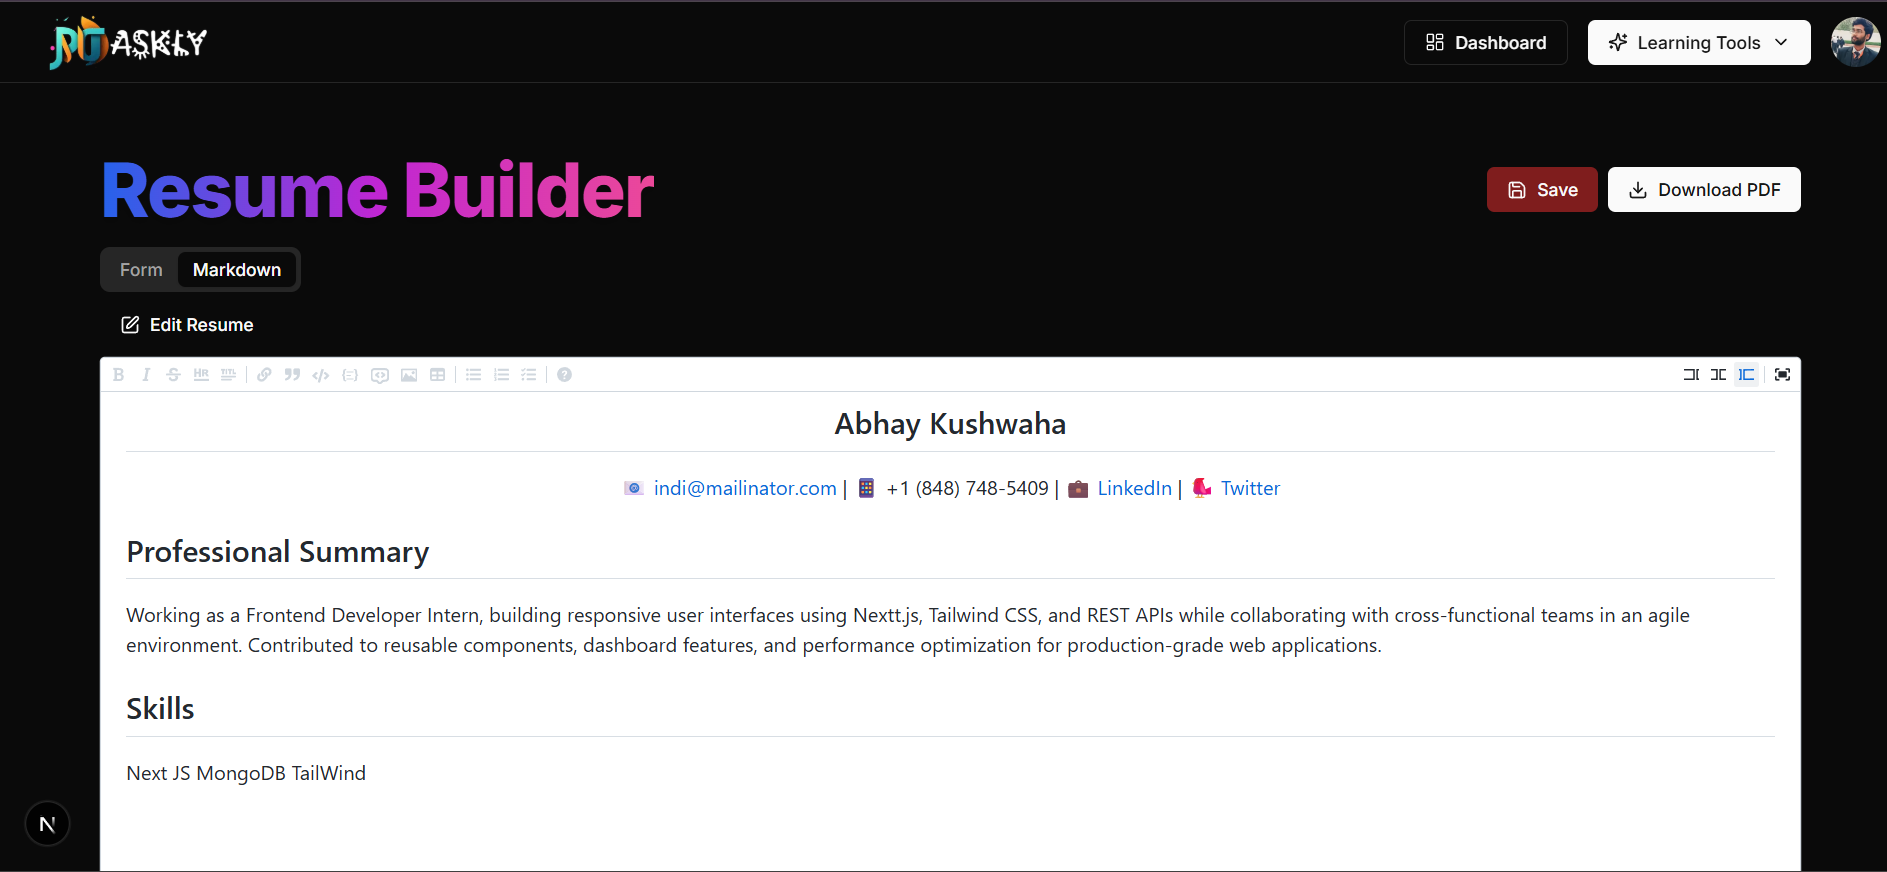 ASKLY
Dashboard
Learning Tools
Resume Builder
Save
Download PDF
Form
Markdown
Edit Resume
B I S HR TITL
Abhay Kushwaha
indi@mailinator.com | +1 (848) 748-5409 | LinkedIn | Twitter
Professional Summary
Working as a Frontend Developer Intern, building responsive user interfaces using Nextt.js, Tailwind CSS, and REST APIs while collaborating with cross-functional teams in an agile
environment. Contributed to reusable components, dashboard features, and performance optimization for production-grade web applications.
Skills
Next JS MongoDB TailWind
N